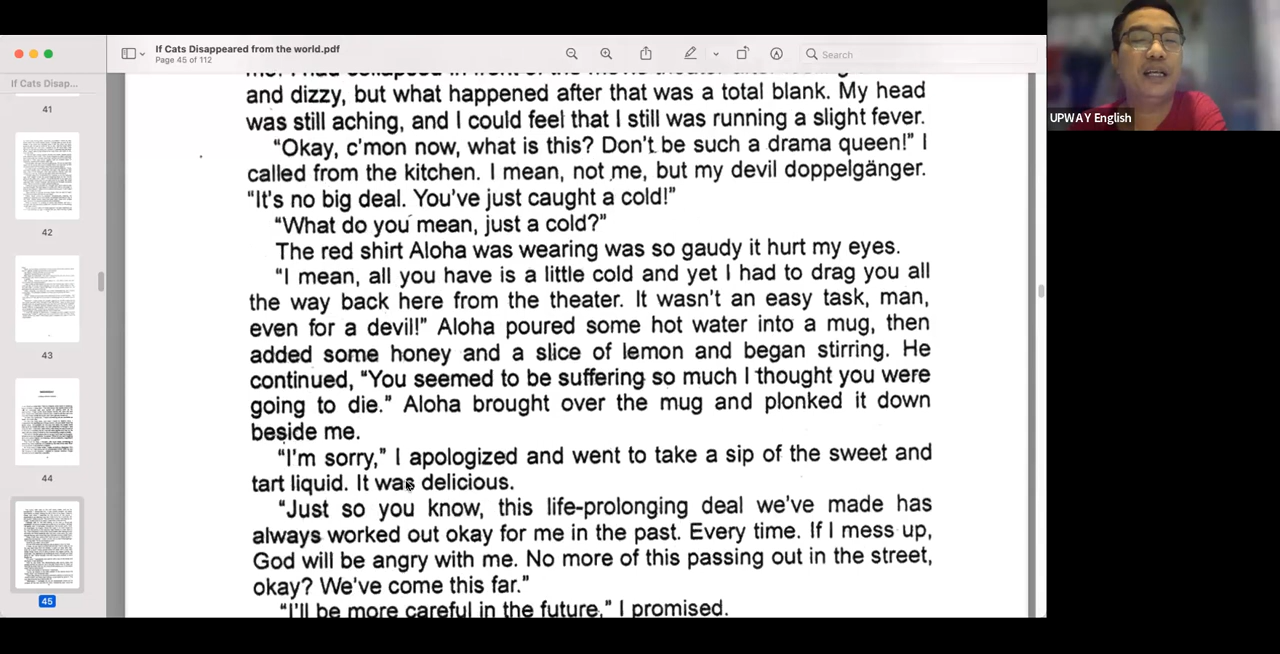 If Cats Disappeared from the world.pdf
Page 45 of 112
Search
UPWAY English
If Cats Disap...
41
42
43
44
45
and dizzy, but what happened after that was a total blank. My head
was still aching, and I could feel that I still was running a slight fever.
“Okay, c’mon now, what is this? Don’t be such a drama queen!” I
called from the kitchen. I mean, not me, but my devil doppelgänger.
“It’s no big deal. You’ve just caught a cold!”
“What do you mean, just a cold?”
The red shirt Aloha was wearing was so gaudy it hurt my eyes.
“I mean, all you have is a little cold and yet I had to drag you all
the way back here from the theater. It wasn’t an easy task, man,
even for a devil!” Aloha poured some hot water into a mug, then
added some honey and a slice of lemon and began stirring. He
continued, “You seemed to be suffering so much I thought you were
going to die.” Aloha brought over the mug and plonked it down
beside me.
“I’m sorry,” I apologized and went to take a sip of the sweet and
tart liquid. It was delicious.
“Just so you know, this life-prolonging deal we’ve made has
always worked out okay for me in the past. Every time. If I mess up,
God will be angry with me. No more of this passing out in the street,
okay? We’ve come this far.”
“I’ll be more careful in the future,” I promised.